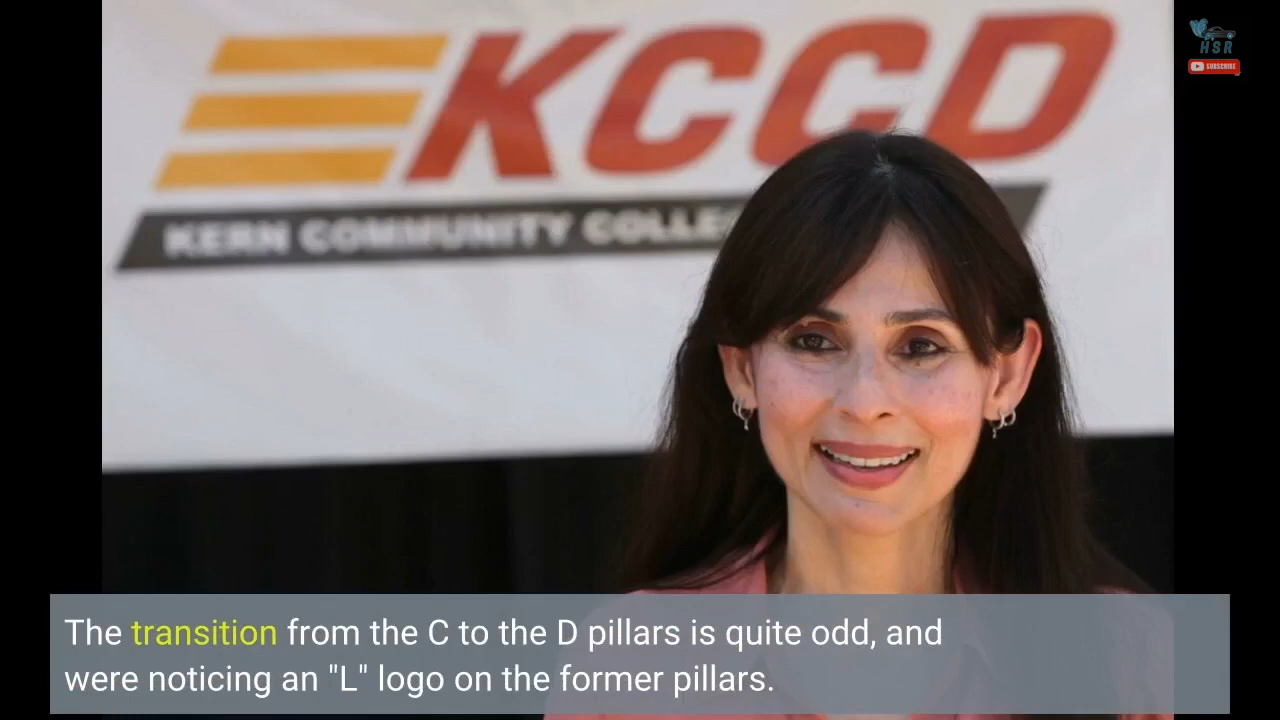 KCCD
HSR
SUBSCRIBE
KERN COMMUNITY COLLE
The transition from the C to the D pillars is quite odd, and
were noticing an "L" logo on the former pillars.